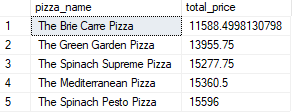 pizza_name total_price
1 The Brie Carre Pizza 11588.4998130798
2 The Green Garden Pizza 13955.75
3 The Spinach Supreme Pizza 15277.75
4 The Mediterranean Pizza 15360.5
5 The Spinach Pesto Pizza 15596